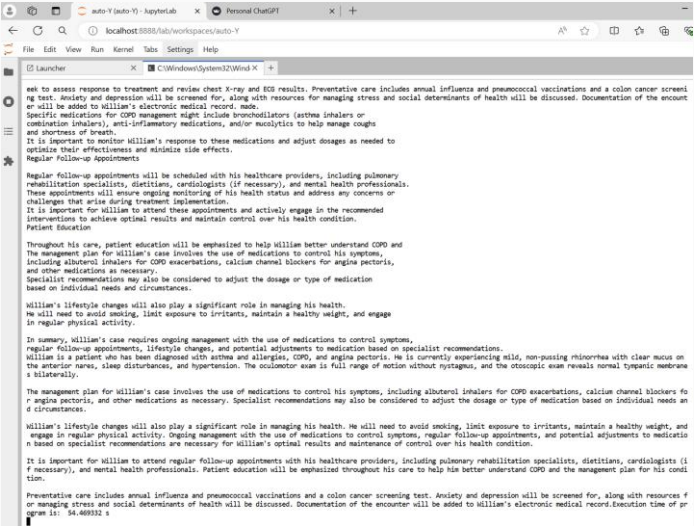 auto-Y (auto-Y) - JupyterLab
Personal ChatGPT
localhost:8888/lab/workspaces/auto-Y
File Edit View Run Kernel Tabs Settings Help
Launcher
C:\Windows\System32\Wind
eek to assess response to treatment and review chest X-ray and ECG results. Preventative care includes annual influenza and pneumococcal vaccinations and a colon cancer screeni
ng test. Anxiety and depression will be screened for, along with resources for managing stress and social determinants of health will be discussed. Documentation of the encount
er will be added to William's electronic medical record. made.
Specific medications for COPD management might include bronchodilators (asthma inhalers or
combination inhalers), anti-inflammatory medications, and/or mucolytics to help manage coughs
and shortness of breath.
It is important to monitor William's response to these medications and adjust dosages as needed to
optimize their effectiveness and minimize side effects.
Regular Follow-up Appointments
Regular follow-up appointments will be scheduled with his healthcare providers, including pulmonary
rehabilitation specialists, dietitians, cardiologists (if necessary), and mental health professionals.
These appointments will ensure ongoing monitoring of his health status and address any concerns or
challenges that arise during treatment implementation.
It is important for William to attend these appointments and actively engage in the recommended
interventions to achieve optimal results and maintain control over his health condition.
Patient Education
Throughout his care, patient education will be emphasized to help William better understand COPD and
The management plan for William's case involves the use of medications to control his symptoms,
including albuterol inhalers for COPD exacerbations, calcium channel blockers for angina pectoris,
and other medications as necessary.
Specialist recommendations may also be considered to adjust the dosage or type of medication
based on individual needs and circumstances.
William's lifestyle changes will also play a significant role in managing his health.
He will need to avoid smoking, limit exposure to irritants, maintain a healthy weight, and engage
in regular physical activity.
In summary, William's case requires ongoing management with the use of medications to control symptoms,
regular follow-up appointments, lifestyle changes, and potential adjustments to medication based on specialist recommendations.
William is a patient who has been diagnosed with asthma and allergies, COPD, and angina pectoris. He is currently experiencing mild, non-pussing rhinorrhea with clear mucus on
the anterior nares, sleep disturbances, and hypertension. The oculomotor exam is full range of motion without nystagmus, and the otoscopic exam reveals normal tympanic membrane
s bilaterally.
The management plan for William's case involves the use of medications to control his symptoms, including albuterol inhalers for COPD exacerbations, calcium channel blockers fo
r angina pectoris, and other medications as necessary. Specialist recommendations may also be considered to adjust the dosage or type of medication based on individual needs an
d circumstances.
William's lifestyle changes will also play a significant role in managing his health. He will need to avoid smoking, limit exposure to irritants, maintain a healthy weight, and
engage in regular physical activity. Ongoing management with the use of medications to control symptoms, regular follow-up appointments, and potential adjustments to medicatio
n based on specialist recommendations are necessary for William's optimal results and maintenance of control over his health condition.
It is important for William to attend regular follow-up appointments with his healthcare providers, including pulmonary rehabilitation specialists, dietitians, cardiologists (i
f necessary), and mental health professionals. Patient education will be emphasized throughout his care to help him better understand COPD and the management plan for his condi
tion.
Preventative care includes annual influenza and pneumococcal vaccinations and a colon cancer screening test. Anxiety and depression will be screened for, along with resources f
or managing stress and social determinants of health will be discussed. Documentation of the encounter will be added to William's electronic medical record.Execution time of pr
ogram is: 54.469332 s